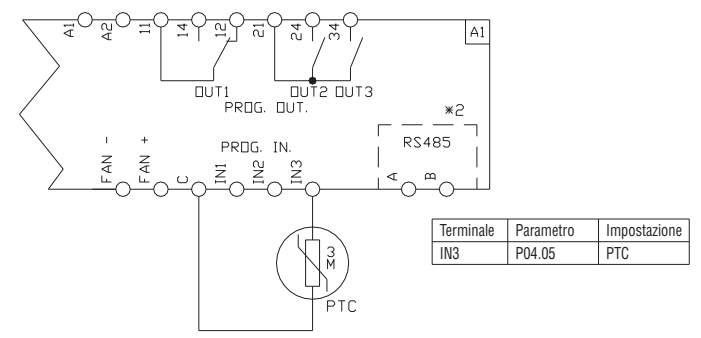 A1 A2 11 14 12 21 24 34 A1
OUT1 OUT2 OUT3
PROG. OUT.
*2
RS485
PROG. IN.
FAN - FAN + C IN1 IN2 IN3 A B
3
M
PTC
Terminale Parametro Impostazione
IN3 P04.05 PTC